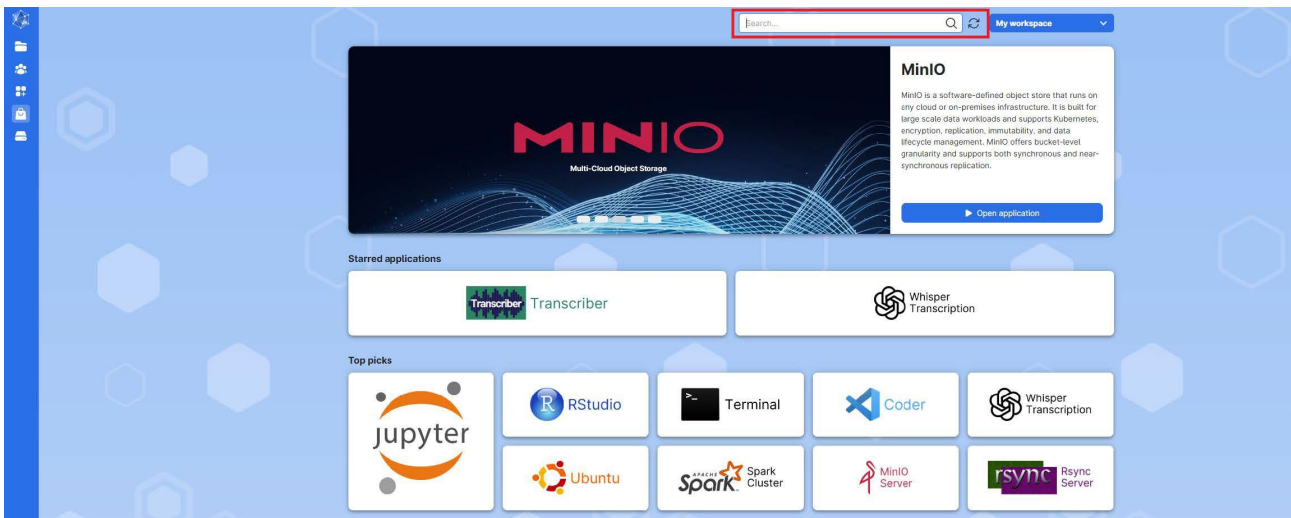 Search...
My workspace
MINIO
Multi-Cloud Object Storage
MinIO
MinIO is a software-defined object store that runs on
any cloud or on-premises infrastructure. It is built for
large scale data workloads and supports Kubernetes,
encryption, replication, immutability, and data
lifecycle management. MinIO offers bucket-level
granularity and supports both synchronous and near-
synchronous replication.
Open application
Starred applications
Transcriber
Transcriber
Whisper
Transcription
Top picks
jupyter
R
RStudio
>_
Terminal
Coder
Whisper
Transcription
Ubuntu
APACHE
Spark
Spark
Cluster
MinIO
Server
rsync
Rsync
Server